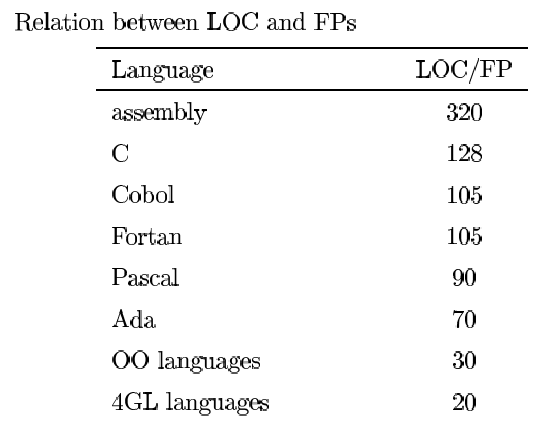 Relation between LOC and FPs
Language LOC/FP
assembly 320
C 128
Cobol 105
Fortan 105
Pascal 90
Ada 70
OO languages 30
4GL languages 20